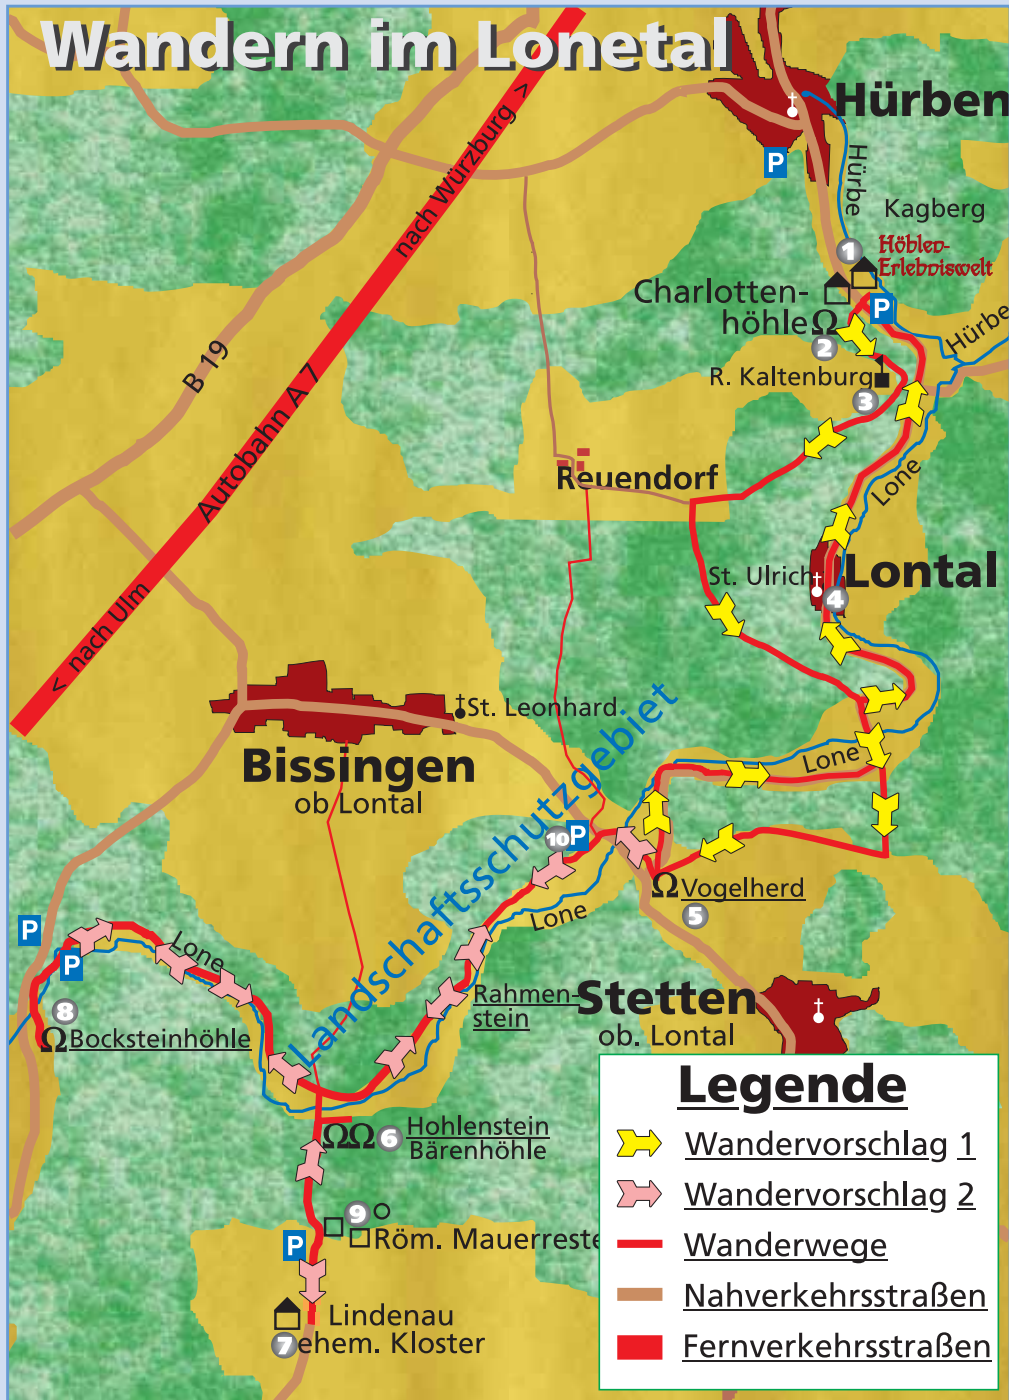 Wandern im Lonetal
Hürben
P
Hürbe
Kagberg
nach Würzburg >
1
Höhlen-
Erlebniswelt
Charlotten-
höhle Ω
P
2
Hürbe
B 19
R. Kaltenburg
3
Autobahn A 7
Reuendorf
Lone
St. Ulrich
Lontal
4
< nach Ulm
St. Leonhard
Bissingen
ob Lontal
Landschaftsschutzgebiet
Lone
10 P
Ω Vogelherd
5
Lone
P
P
Lone
8
Ω Bocksteinhöhle
Rahmen-
stein
Stetten
ob. Lontal
ΩΩ 6 Hohlenstein
Bärenhöhle
9
Röm. Mauerreste
P
Lindenau
7 ehem. Kloster
Legende
Wandervorschlag 1
Wandervorschlag 2
Wanderwege
Nahverkehrsstraßen
Fernverkehrsstraßen